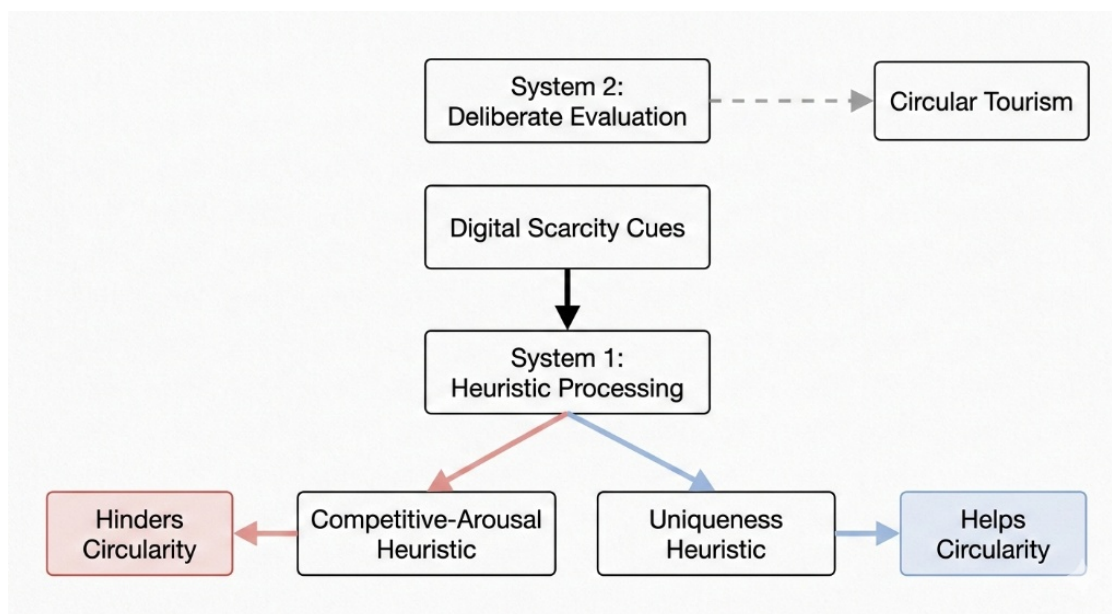 System 2:
Deliberate Evaluation
Circular Tourism
Digital Scarcity Cues
System 1:
Heuristic Processing
Hinders
Circularity
Competitive-Arousal
Heuristic
Uniqueness
Heuristic
Helps
Circularity